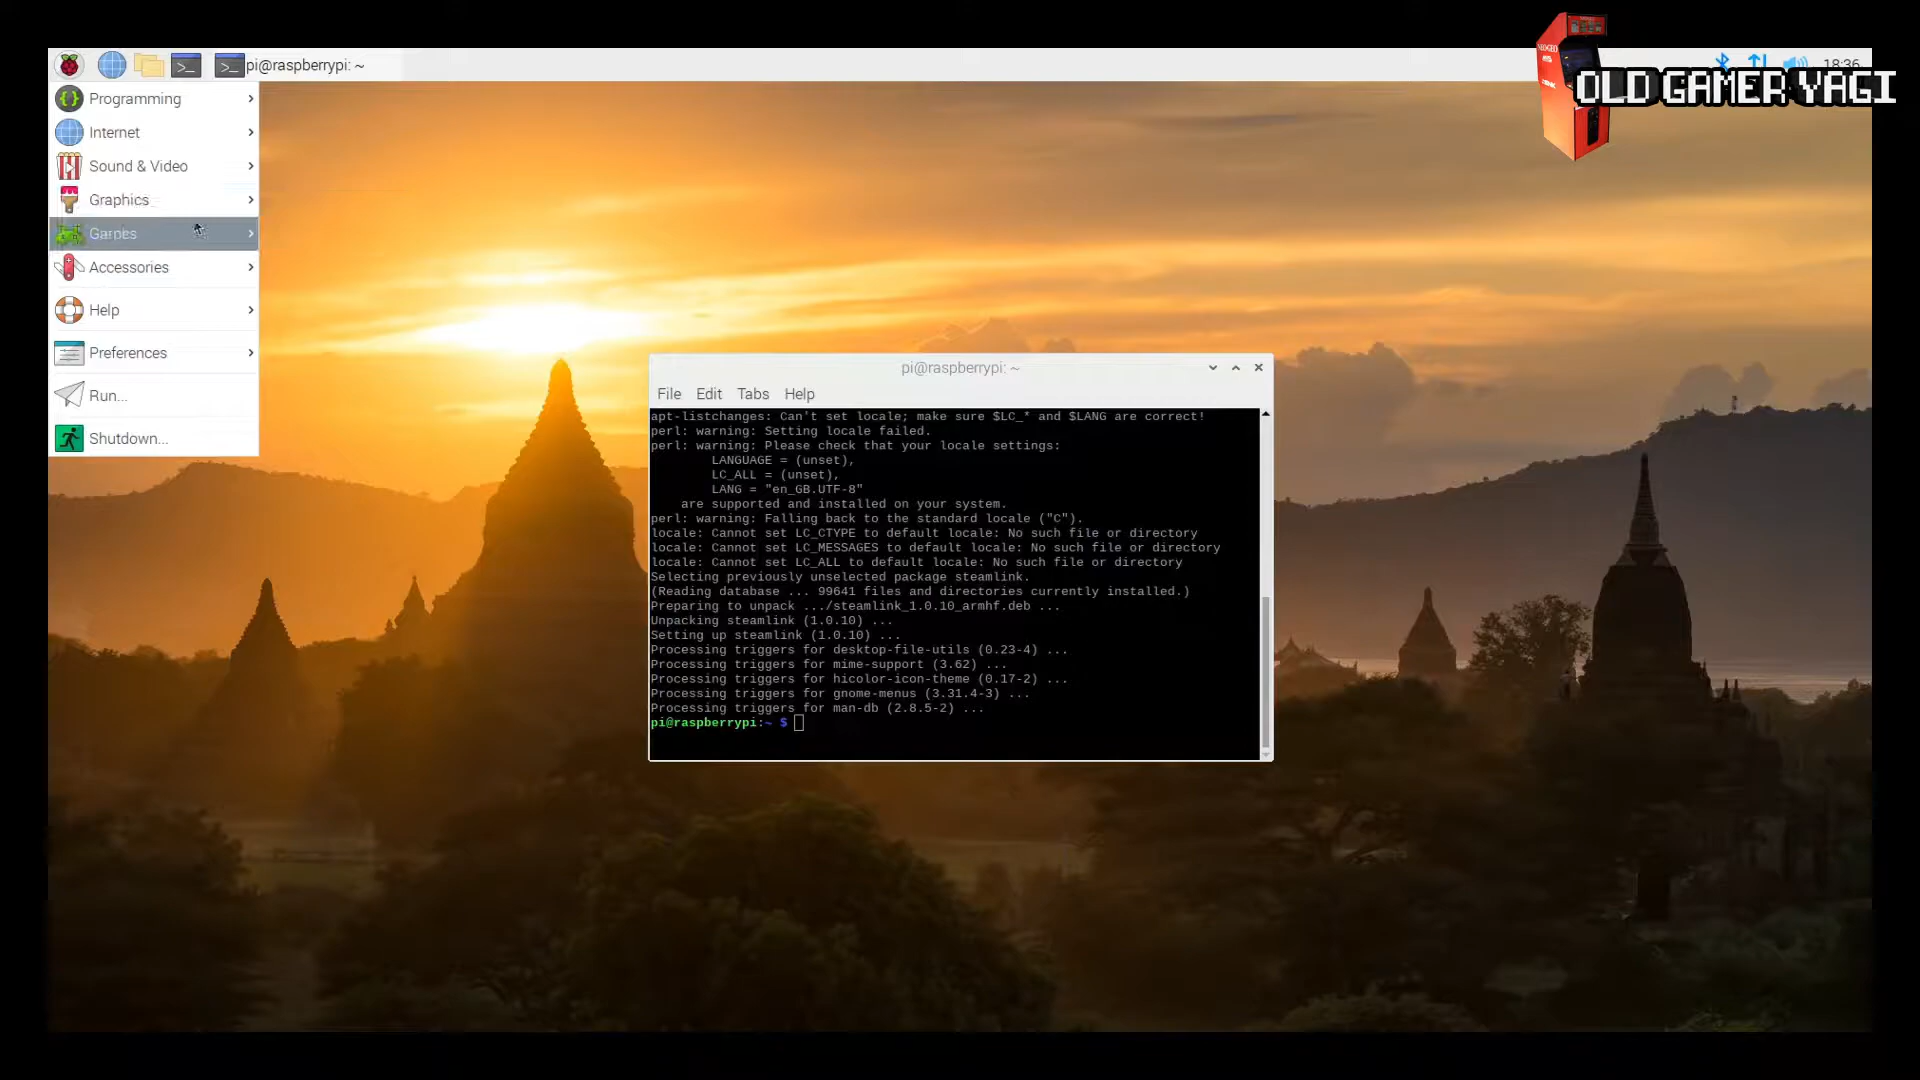 pi@raspberrypi: ~
18:36
OLD GAMER YAGI
Programming
Internet
Sound & Video
Graphics
Games
Accessories
Help
Preferences
Run...
Shutdown...
pi@raspberrypi: ~
File Edit Tabs Help
apt-listchanges: Can't set locale; make sure $LC_* and $LANG are correct!
perl: warning: Setting locale failed.
perl: warning: Please check that your locale settings:
LANGUAGE = (unset),
LC_ALL = (unset),
LANG = "en_GB.UTF-8"
are supported and installed on your system.
perl: warning: Falling back to the standard locale ("C").
locale: Cannot set LC_CTYPE to default locale: No such file or directory
locale: Cannot set LC_MESSAGES to default locale: No such file or directory
locale: Cannot set LC_ALL to default locale: No such file or directory
Selecting previously unselected package steamlink.
(Reading database ... 99641 files and directories currently installed.)
Preparing to unpack .../steamlink_1.0.10_armhf.deb ...
Unpacking steamlink (1.0.10) ...
Setting up steamlink (1.0.10) ...
Processing triggers for desktop-file-utils (0.23-4) ...
Processing triggers for mime-support (3.62) ...
Processing triggers for hicolor-icon-theme (0.17-2) ...
Processing triggers for gnome-menus (3.31.4-3) ...
Processing triggers for man-db (2.8.5-2) ...
pi@raspberrypi:~ $